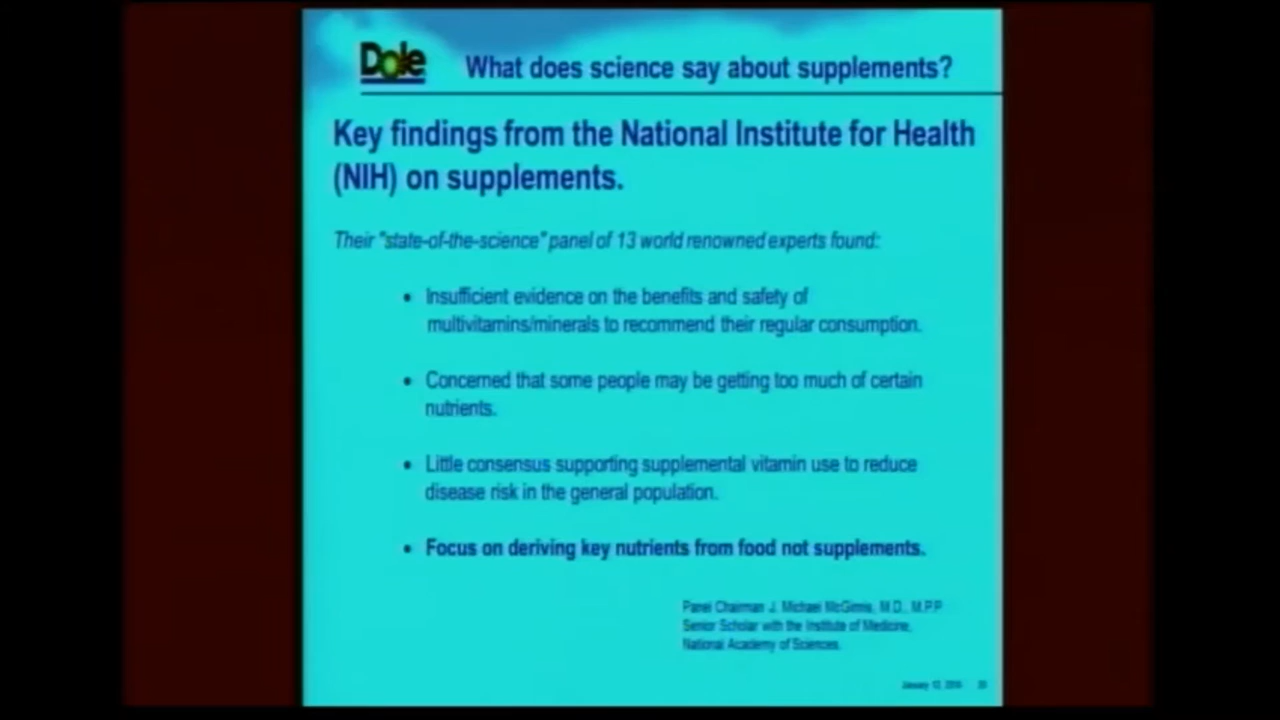 Dole
What does science say about supplements?
Key findings from the National Institute for Health
(NIH) on supplements.
Their "state-of-the-science" panel of 13 world renowned experts found:
• Insufficient evidence on the benefits and safety of
multivitamins/minerals to recommend their regular consumption.
• Concerned that some people may be getting too much of certain
nutrients.
• Little consensus supporting supplemental vitamin use to reduce
disease risk in the general population.
• Focus on deriving key nutrients from food not supplements.
Panel Chairman J. Michael McGinnis, M.D., M.P.P
Senior Scholar with the Institute of Medicine,
National Academy of Sciences
January